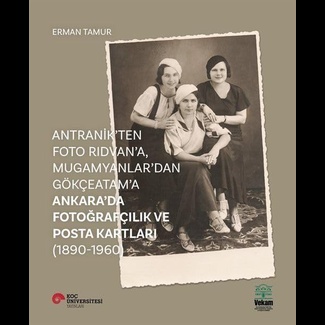 ERMAN TAMUR
ANTRANİK'TEN
FOTO RIDVAN'A,
MUGAMYANLAR'DAN
GÖKÇEATAM'A
ANKARA'DA
FOTOĞRAFÇILIK VE
POSTA KARTLARI
(1890-1960)
KOÇ
ÜNİVERSİTESİ
Vekam